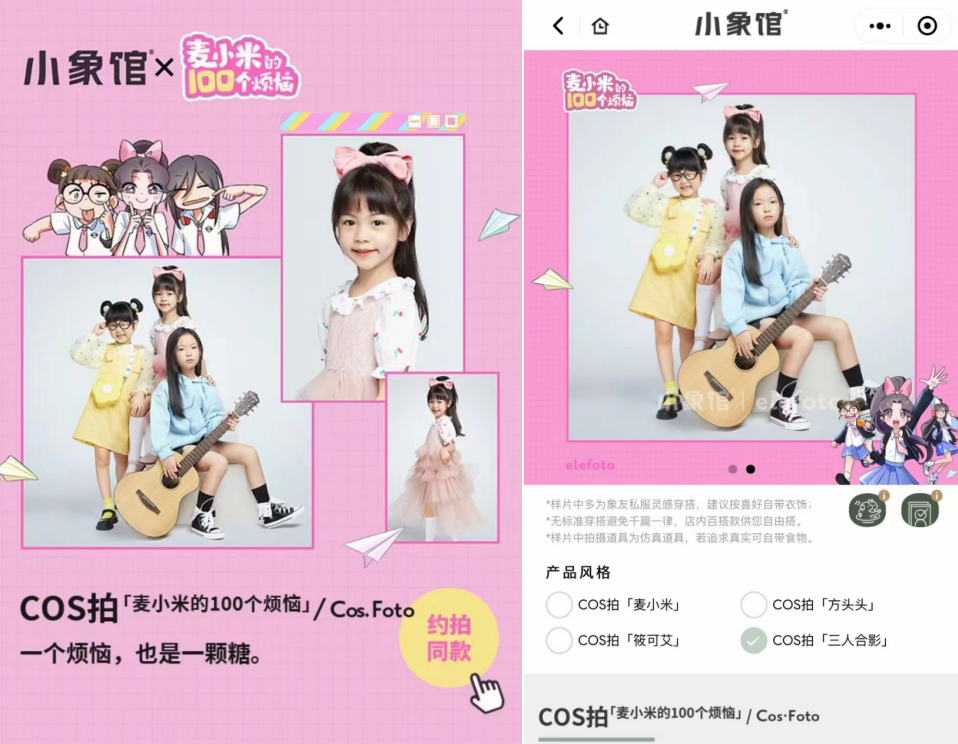 小象馆®×麦小米的
100个烦恼
COS拍「麦小米的100个烦恼」/ Cos.Foto
一个烦恼，也是一颗糖。
约拍
同款
小象馆®
麦小米的
100个烦恼
小象馆 | elefoto
elefoto
*样片中多为象友私服灵感穿搭，建议按喜好自带衣饰；
*无标准穿搭避免千篇一律，店内百搭款供您自由搭。
*样片中拍摄道具为仿真道具，若追求真实可自带食物。
产品风格
COS拍「麦小米」
COS拍「方头头」
COS拍「筱可艾」
COS拍「三人合影」
COS拍「麦小米的100个烦恼」/ Cos·Foto